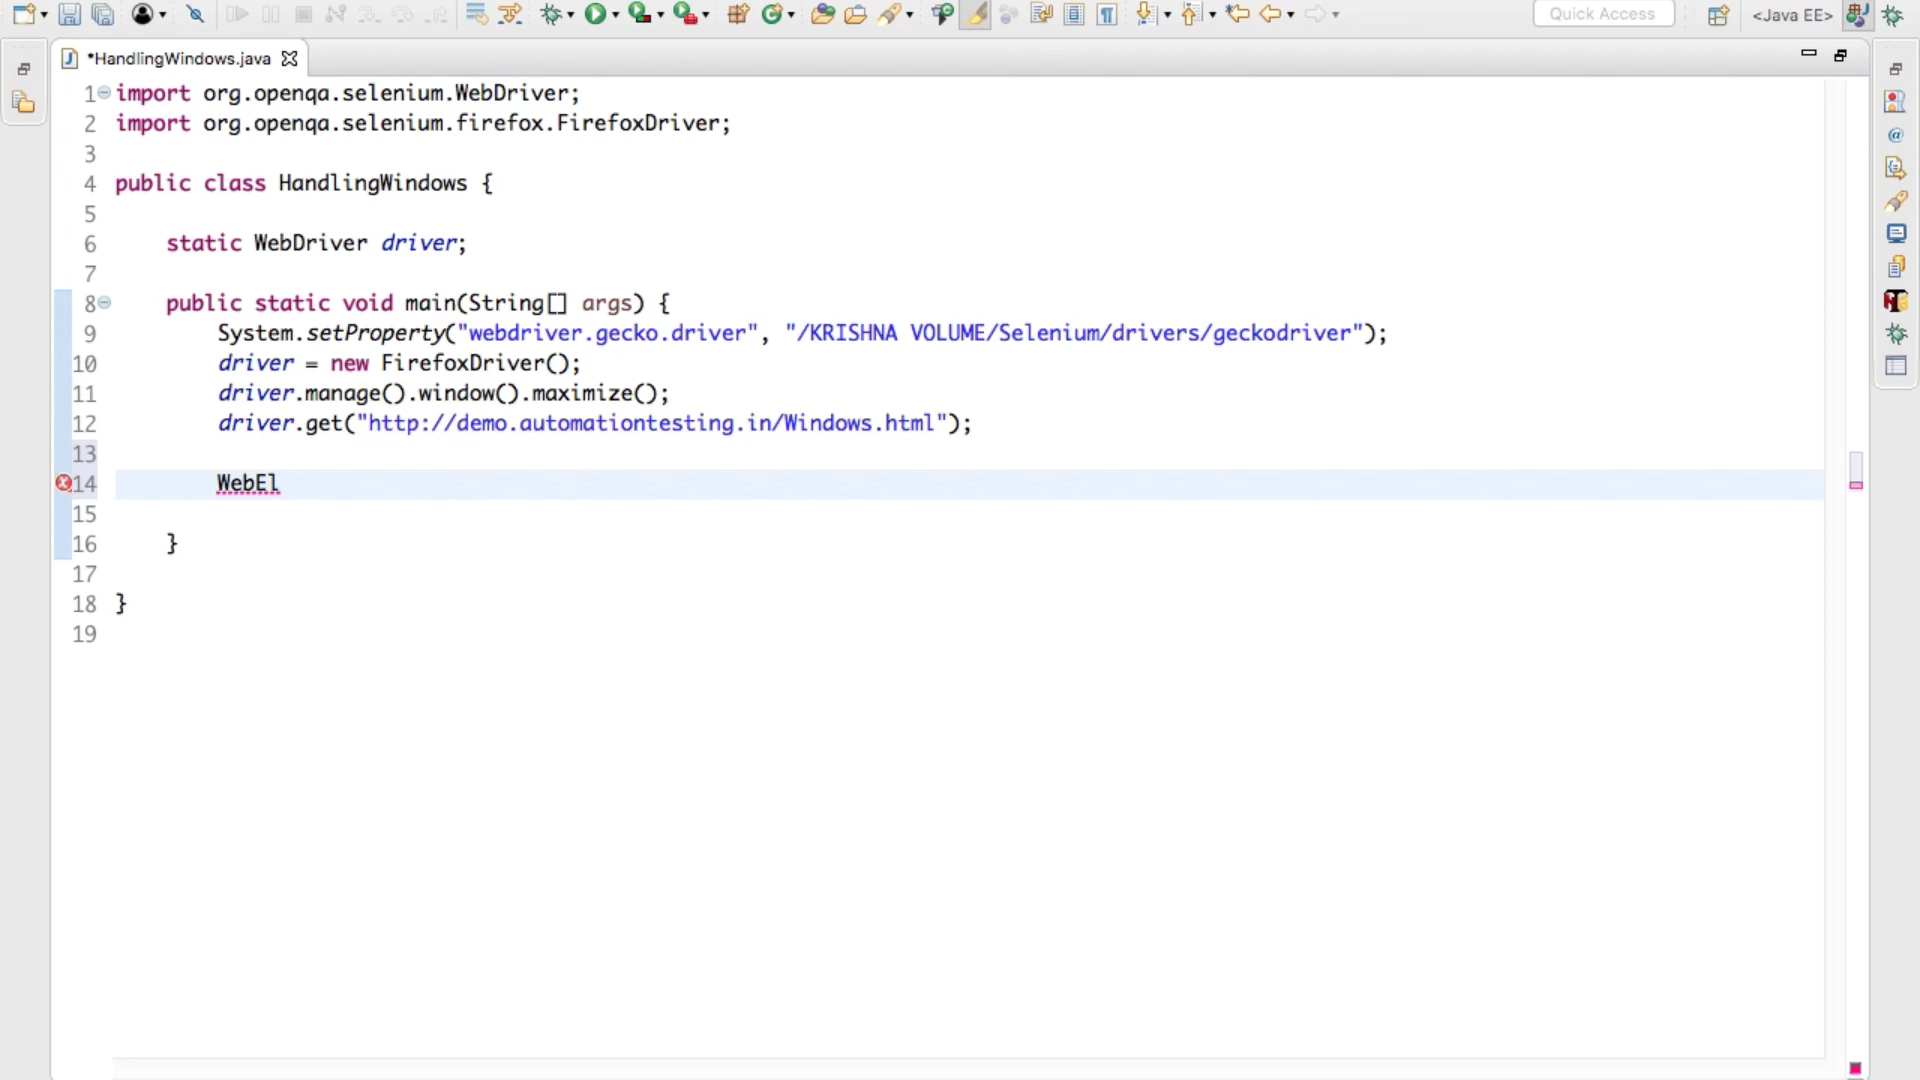 Quick Access
<Java EE>
*HandlingWindows.java
1 import org.openqa.selenium.WebDriver;
2 import org.openqa.selenium.firefox.FirefoxDriver;
3
4 public class HandlingWindows {
5
6 static WebDriver driver;
7
8 public static void main(String[] args) {
9 System.setProperty("webdriver.gecko.driver", "/KRISHNA VOLUME/Selenium/drivers/geckodriver");
10 driver = new FirefoxDriver();
11 driver.manage().window().maximize();
12 driver.get("http://demo.automationtesting.in/Windows.html");
13
14 WebEl
15
16 }
17
18 }
19